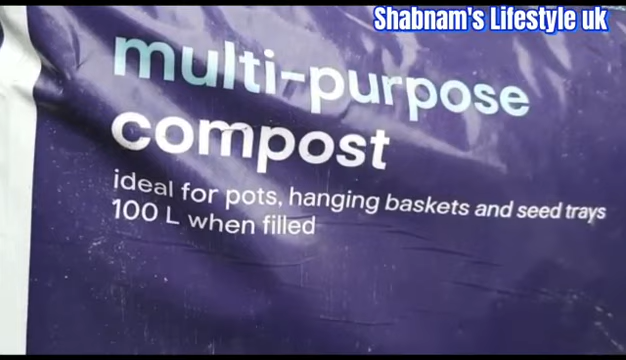 Shabnam's Lifestyle uk
multi-purpose
compost
ideal for pots, hanging baskets and seed trays
100 L when filled